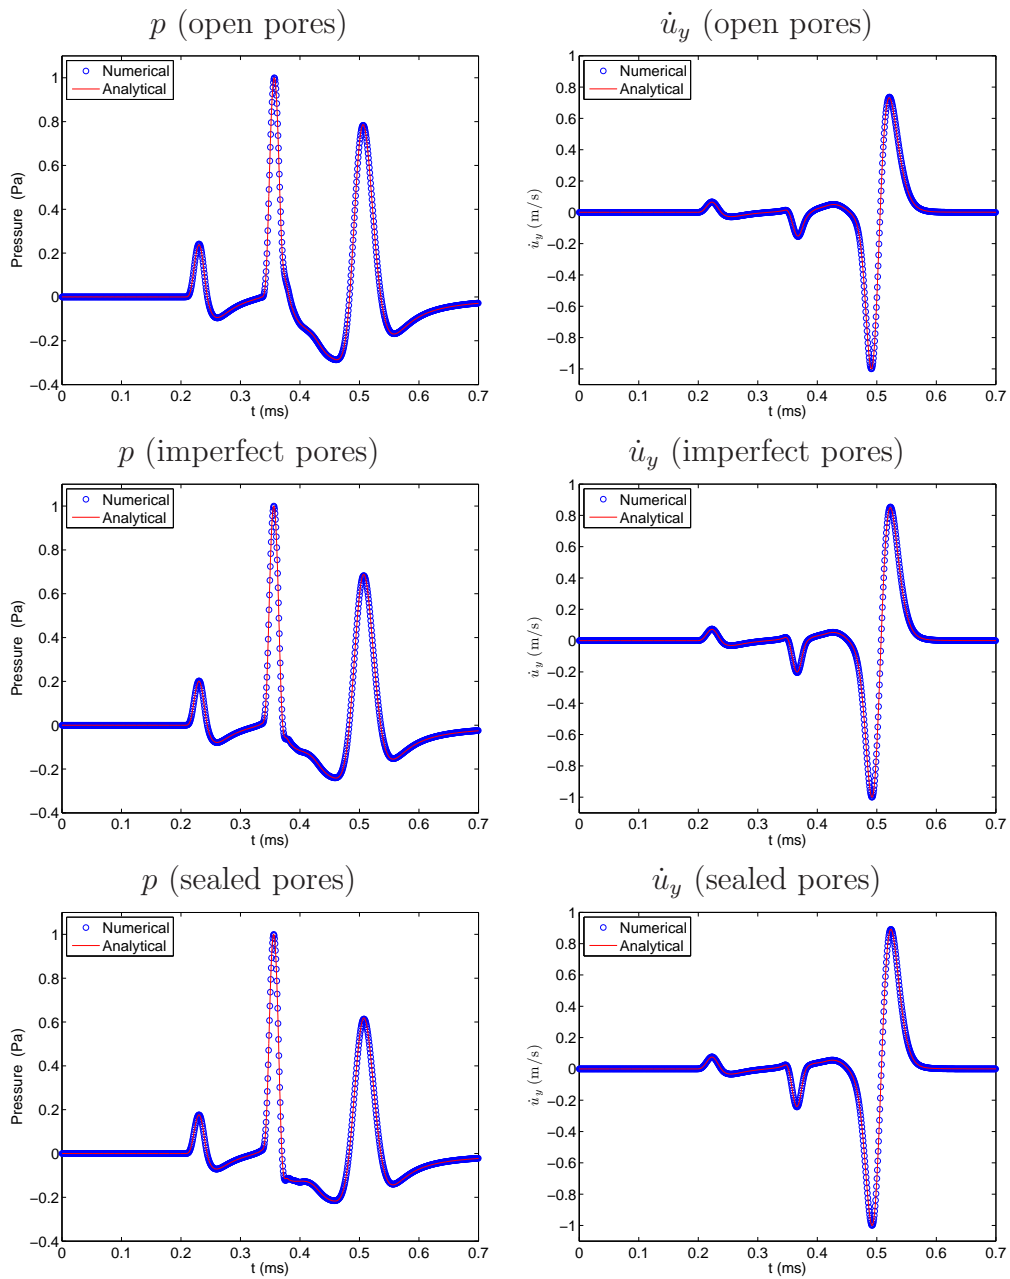 p (open pores)
Numerical
Analytical
1
0.8
0.6
0.4
0.2
0
−0.2
−0.4
Pressure (Pa)
0 0.1 0.2 0.3 0.4 0.5 0.6 0.7
t (ms)
u̇y (open pores)
Numerical
Analytical
1
0.8
0.6
0.4
0.2
0
−0.2
−0.4
−0.6
−0.8
−1
u̇y (m/s)
0 0.1 0.2 0.3 0.4 0.5 0.6 0.7
t (ms)
p (imperfect pores)
Numerical
Analytical
1
0.8
0.6
0.4
0.2
0
−0.2
−0.4
Pressure (Pa)
0 0.1 0.2 0.3 0.4 0.5 0.6 0.7
t (ms)
u̇y (imperfect pores)
Numerical
Analytical
1
0.8
0.6
0.4
0.2
0
−0.2
−0.4
−0.6
−0.8
−1
u̇y (m/s)
0 0.1 0.2 0.3 0.4 0.5 0.6 0.7
t (ms)
p (sealed pores)
Numerical
Analytical
1
0.8
0.6
0.4
0.2
0
−0.2
−0.4
Pressure (Pa)
0 0.1 0.2 0.3 0.4 0.5 0.6 0.7
t (ms)
u̇y (sealed pores)
Numerical
Analytical
1
0.8
0.6
0.4
0.2
0
−0.2
−0.4
−0.6
−0.8
−1
u̇y (m/s)
0 0.1 0.2 0.3 0.4 0.5 0.6 0.7
t (ms)